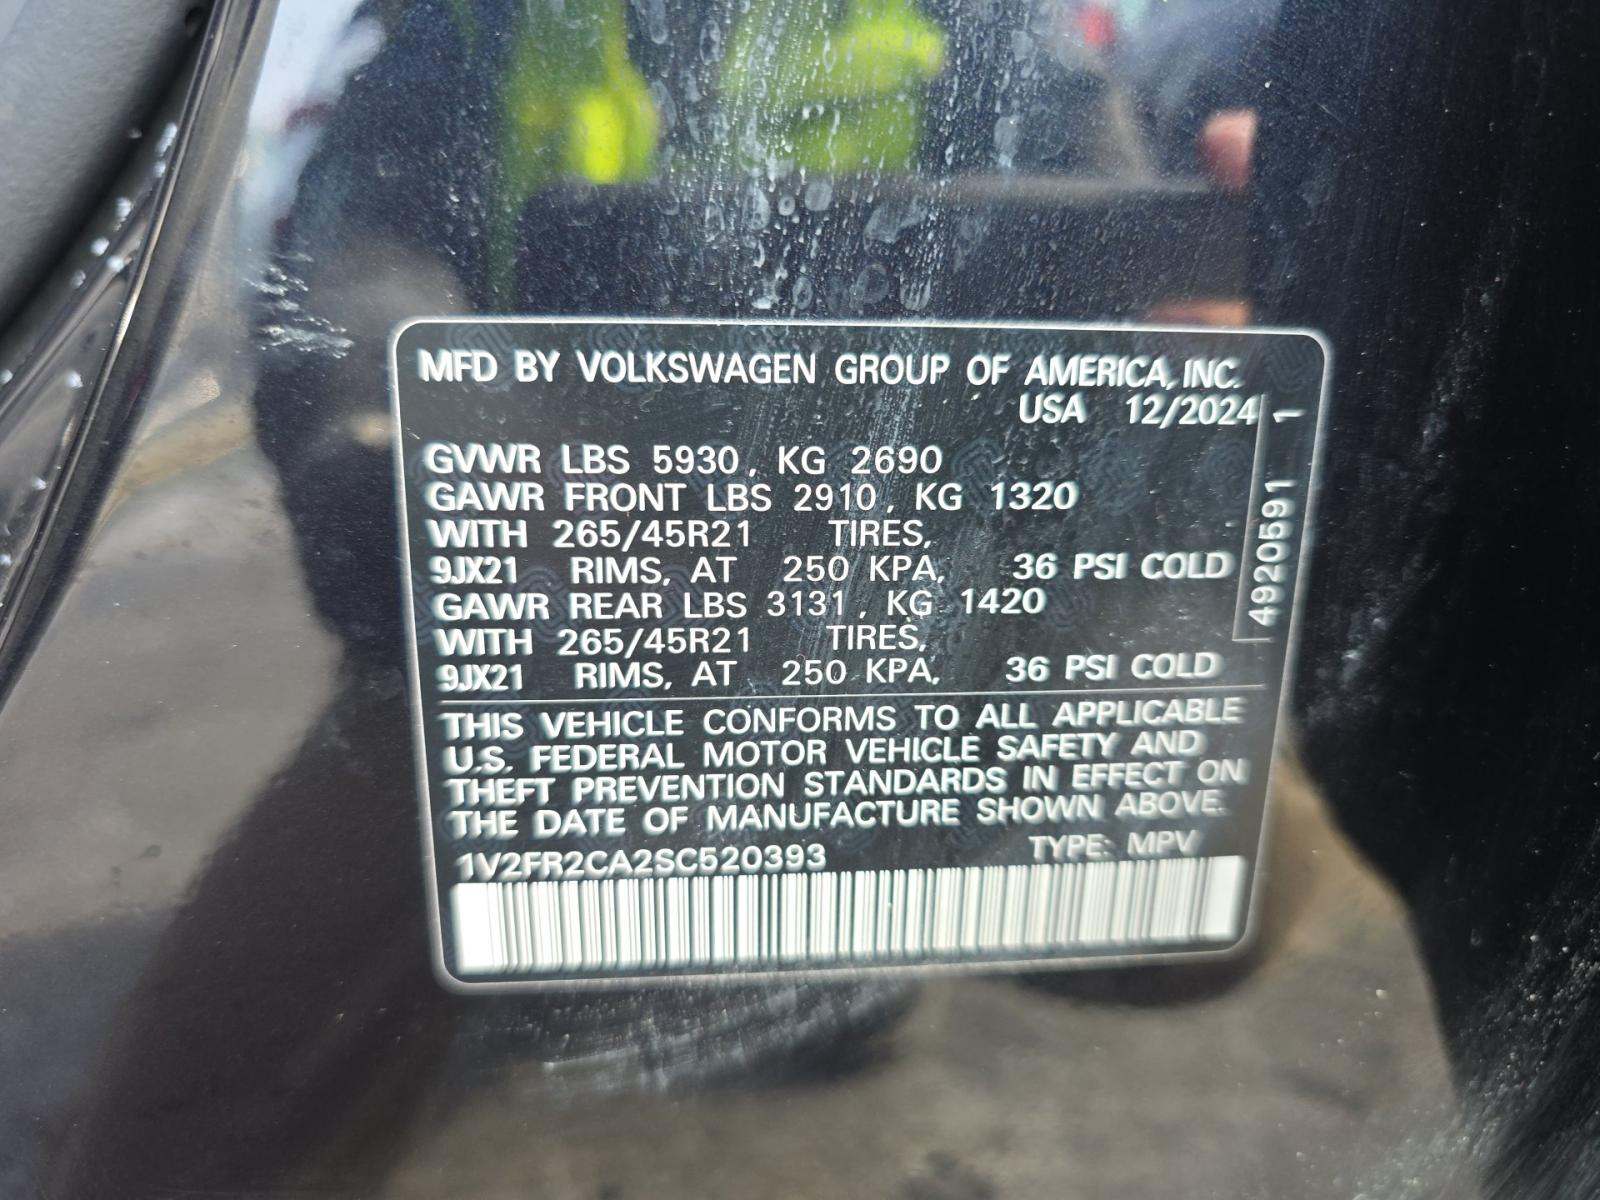 MFD BY VOLKSWAGEN GROUP OF AMERICA, INC.
USA 12/2024
GVWR LBS 5930, KG 2690
GAWR FRONT LBS 2910, KG 1320
WITH 265/45R21 TIRES,
9JX21 RIMS, AT 250 KPA, 36 PSI COLD
GAWR REAR LBS 3131, KG 1420
WITH 265/45R21 TIRES,
9JX21 RIMS, AT 250 KPA, 36 PSI COLD
THIS VEHICLE CONFORMS TO ALL APPLICABLE
U.S. FEDERAL MOTOR VEHICLE SAFETY AND
THEFT PREVENTION STANDARDS IN EFFECT ON
THE DATE OF MANUFACTURE SHOWN ABOVE.
1V2FR2CA2SC520393 TYPE: MPV
4920591 1